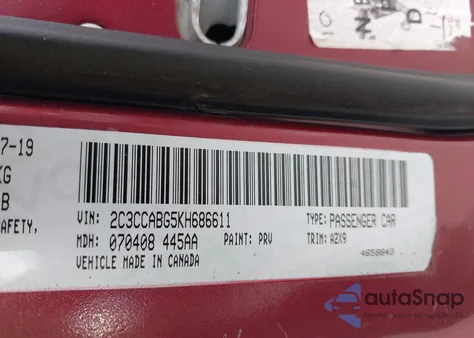 7-19
KG
B
AFETY,
VIN: 2C3CCABG5KH686611
TYPE: PASSENGER CAR
MDH: 070408 445AA
PAINT: PRV
TRIM: A2X9
VEHICLE MADE IN CANADA
4658843
autoSnap